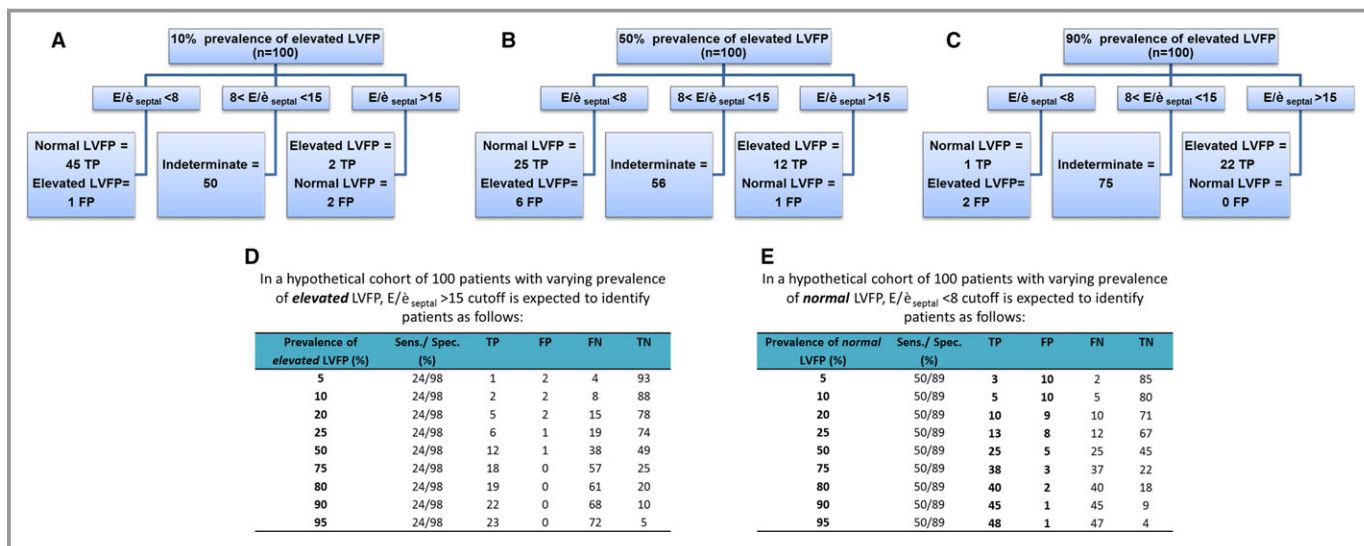 A
10% prevalence of elevated LVFP
(n=100)
E/è septal <8
8< E/è septal <15
E/è septal >15
Normal LVFP =
45 TP
Elevated LVFP=
1 FP
Indeterminate =
50
Elevated LVFP =
2 TP
Normal LVFP =
2 FP
B
50% prevalence of elevated LVFP
(n=100)
E/è septal <8
8< E/è septal <15
E/è septal >15
Normal LVFP =
25 TP
Elevated LVFP=
6 FP
Indeterminate =
56
Elevated LVFP =
12 TP
Normal LVFP =
1 FP
C
90% prevalence of elevated LVFP
(n=100)
E/è septal <8
8< E/è septal <15
E/è septal >15
Normal LVFP =
1 TP
Elevated LVFP=
2 FP
Indeterminate =
75
Elevated LVFP =
22 TP
Normal LVFP =
0 FP
D
In a hypothetical cohort of 100 patients with varying prevalence
of elevated LVFP, E/è septal >15 cutoff is expected to identify
patients as follows:
Prevalence of Sens./ Spec. TP FP FN TN
elevated LVFP (%) (%)
5 24/98 1 2 4 93
10 24/98 2 2 8 88
20 24/98 5 2 15 78
25 24/98 6 1 19 74
50 24/98 12 1 38 49
75 24/98 18 0 57 25
80 24/98 19 0 61 20
90 24/98 22 0 68 10
95 24/98 23 0 72 5
E
In a hypothetical cohort of 100 patients with varying prevalence
of normal LVFP, E/è septal <8 cutoff is expected to identify
patients as follows:
Prevalence of normal Sens./ Spec. TP FP FN TN
LVFP (%) (%)
5 50/89 3 10 2 85
10 50/89 5 10 5 80
20 50/89 10 9 10 71
25 50/89 13 8 12 67
50 50/89 25 5 25 45
75 50/89 38 3 37 22
80 50/89 40 2 40 18
90 50/89 45 1 45 9
95 50/89 48 1 47 4